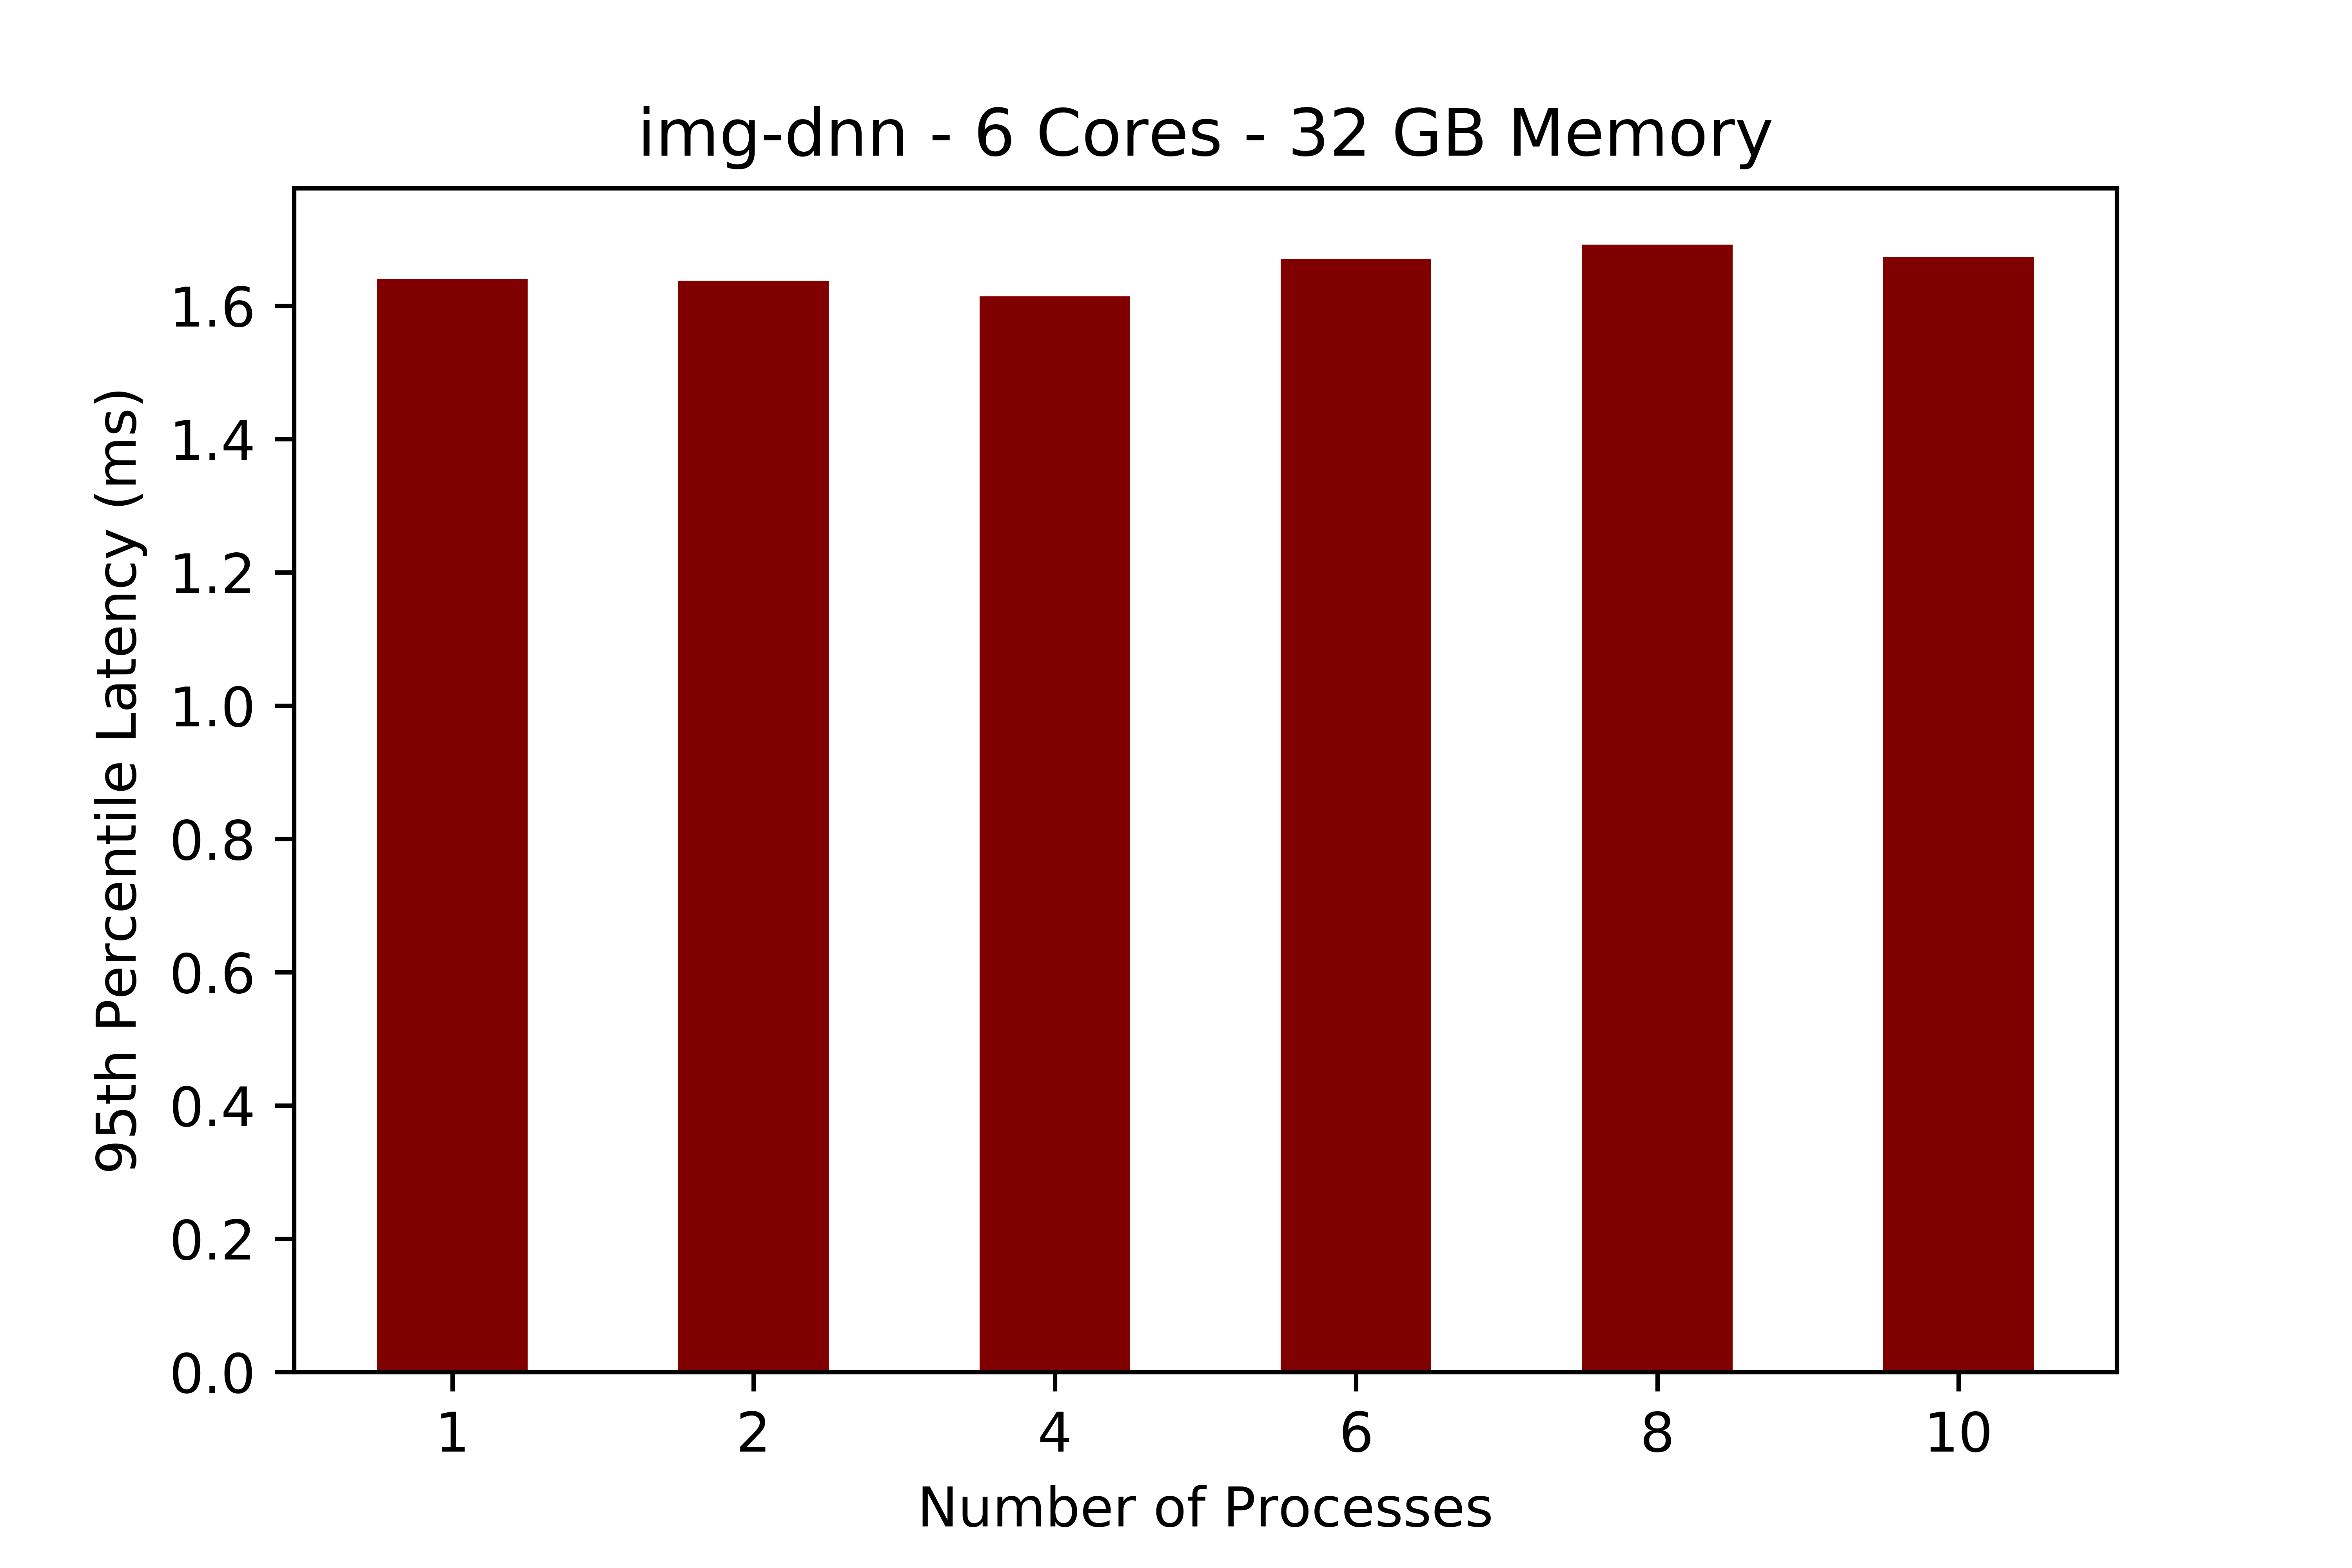 img-dnn - 6 Cores - 32 GB Memory
95th Percentile Latency (ms)
1.6
1.4
1.2
1.0
0.8
0.6
0.4
0.2
0.0
1 2 4 6 8 10
Number of Processes